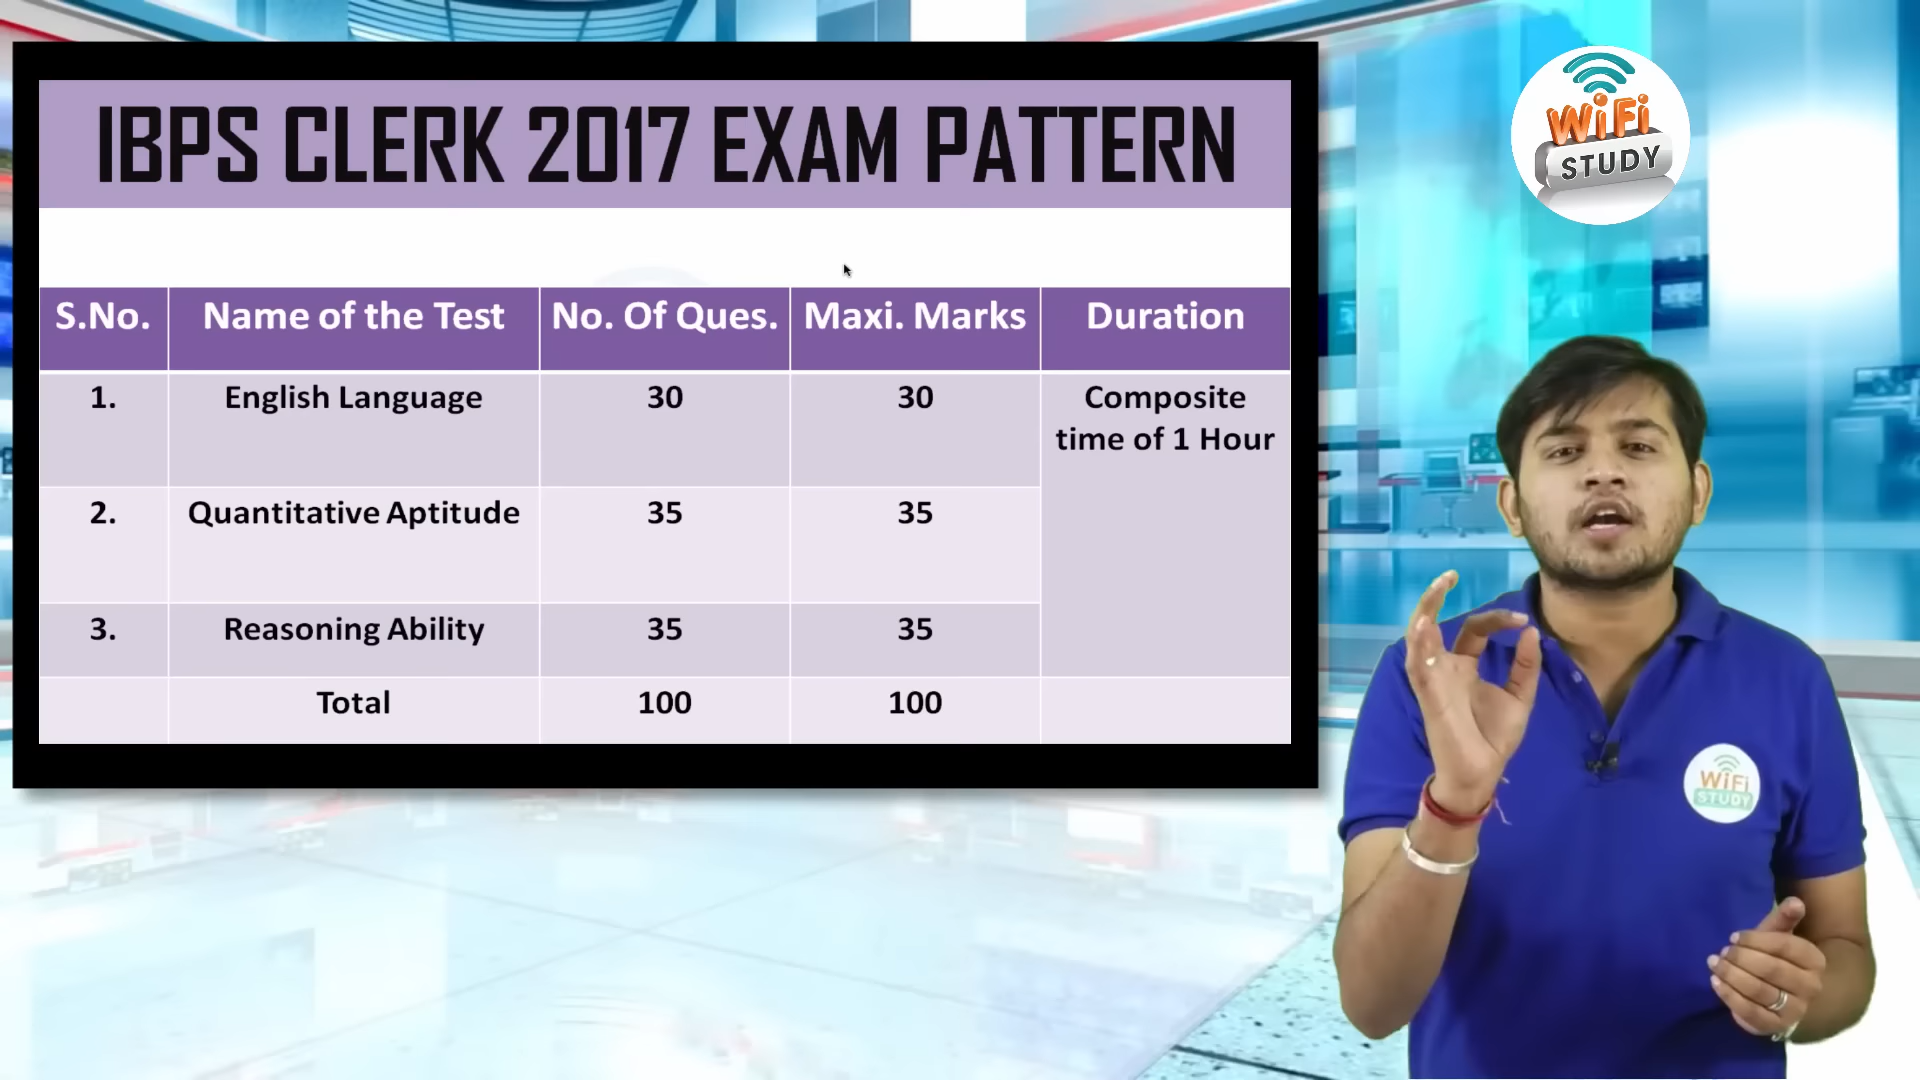 IBPS CLERK 2017 EXAM PATTERN
S.No. Name of the Test No. Of Ques. Maxi. Marks Duration
1. English Language 30 30 Composite
time of 1 Hour
2. Quantitative Aptitude 35 35
3. Reasoning Ability 35 35
Total 100 100
WiFi
STUDY
WiFi
STUDY